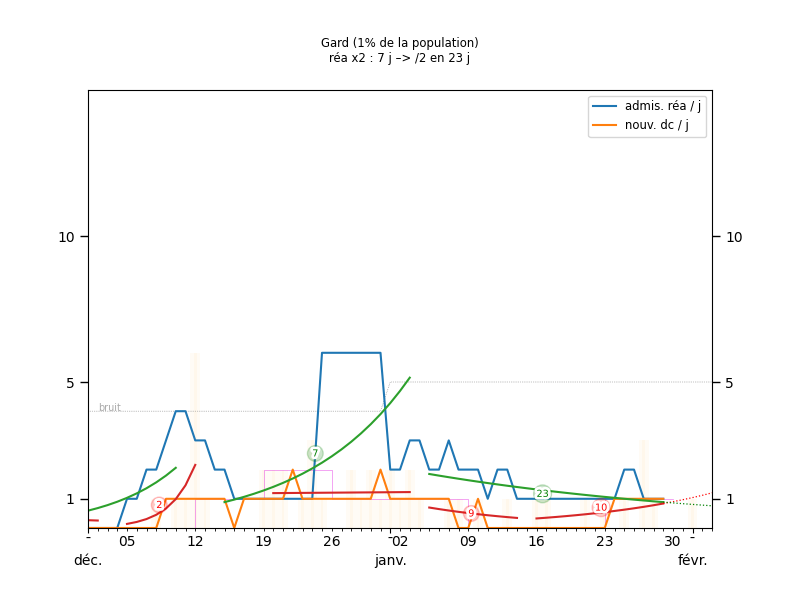 Gard (1% de la population)
réa x2 : 7 j –> /2 en 23 j
admis. réa / j
nouv. dc / j
10 10
5 5
bruit
7
23
2
10
9
1 1
- 05 12 19 26 - 02 09 16 23 30 -
déc. janv. févr.